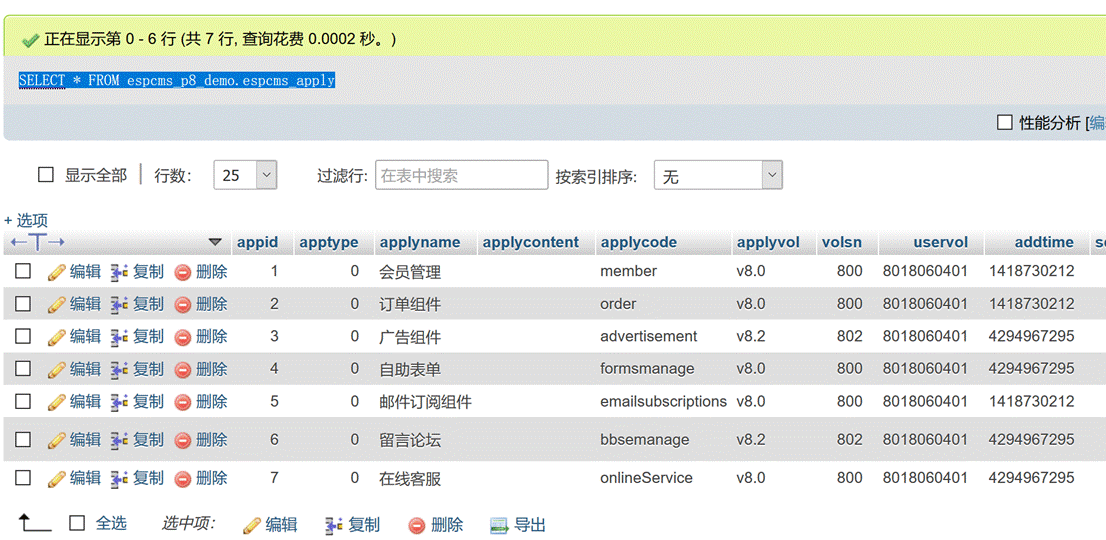 正在显示第 0 - 6 行 (共 7 行, 查询花费 0.0002 秒。)
SELECT * FROM espcms_p8_demo.espcms_apply
性能分析 [编
显示全部 行数: 25 过滤行: 在表中搜索 按索引排序: 无
+ 选项
←T→ appid apptype applyname applycontent applycode applyvol volsn uservol addtime
编辑 复制 删除 1 0 会员管理 member v8.0 800 8018060401 1418730212
编辑 复制 删除 2 0 订单组件 order v8.0 800 8018060401 1418730212
编辑 复制 删除 3 0 广告组件 advertisement v8.2 802 8018060401 4294967295
编辑 复制 删除 4 0 自助表单 formsmanage v8.0 800 8018060401 4294967295
编辑 复制 删除 5 0 邮件订阅组件 emailsubscriptions v8.0 800 8018060401 1418730212
编辑 复制 删除 6 0 留言论坛 bbsemanage v8.2 802 8018060401 4294967295
编辑 复制 删除 7 0 在线客服 onlineService v8.0 800 8018060401 4294967295
全选 选中项: 编辑 复制 删除 导出